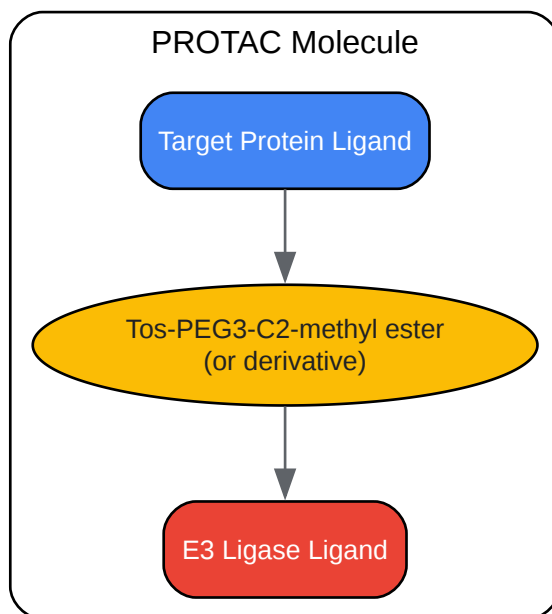 PROTAC Molecule
Target Protein Ligand
Tos-PEG3-C2-methyl ester
(or derivative)
E3 Ligase Ligand